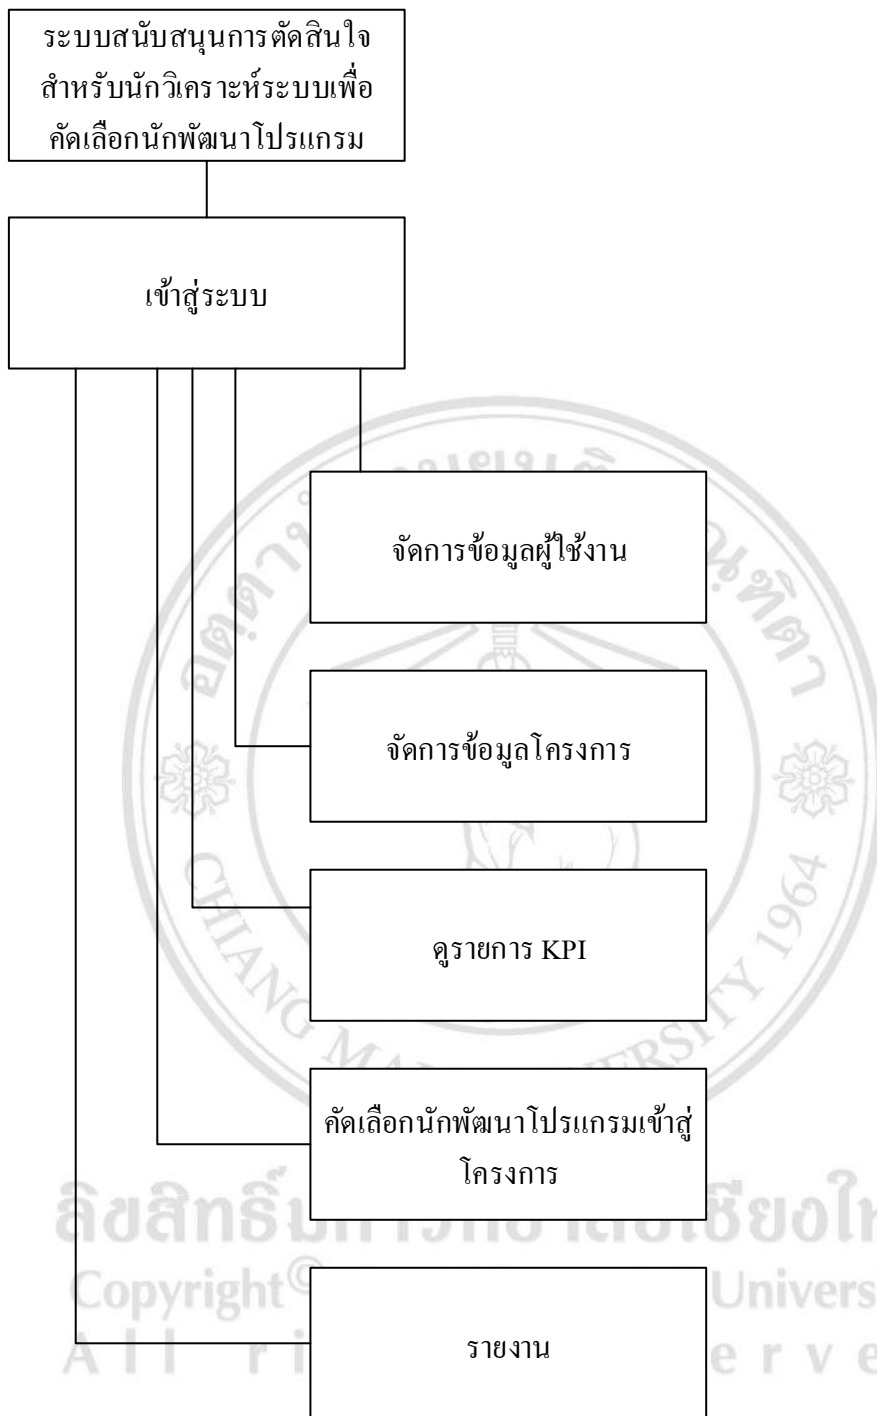 ระบบสนับสนุนการตัดสินใจ
สำหรับนักวิเคราะห์ระบบเพื่อ
คัดเลือกนักพัฒนาโปรแกรม
เข้าสู่ระบบ
จัดการข้อมูลผู้ใช้งาน
จัดการข้อมูลโครงการ
ดูรายการ KPI
คัดเลือกนักพัฒนาโปรแกรมเข้าสู่
โครงการ
รายงาน
CHIANG MAI UNIVERSITY 1964
Copyright©
All